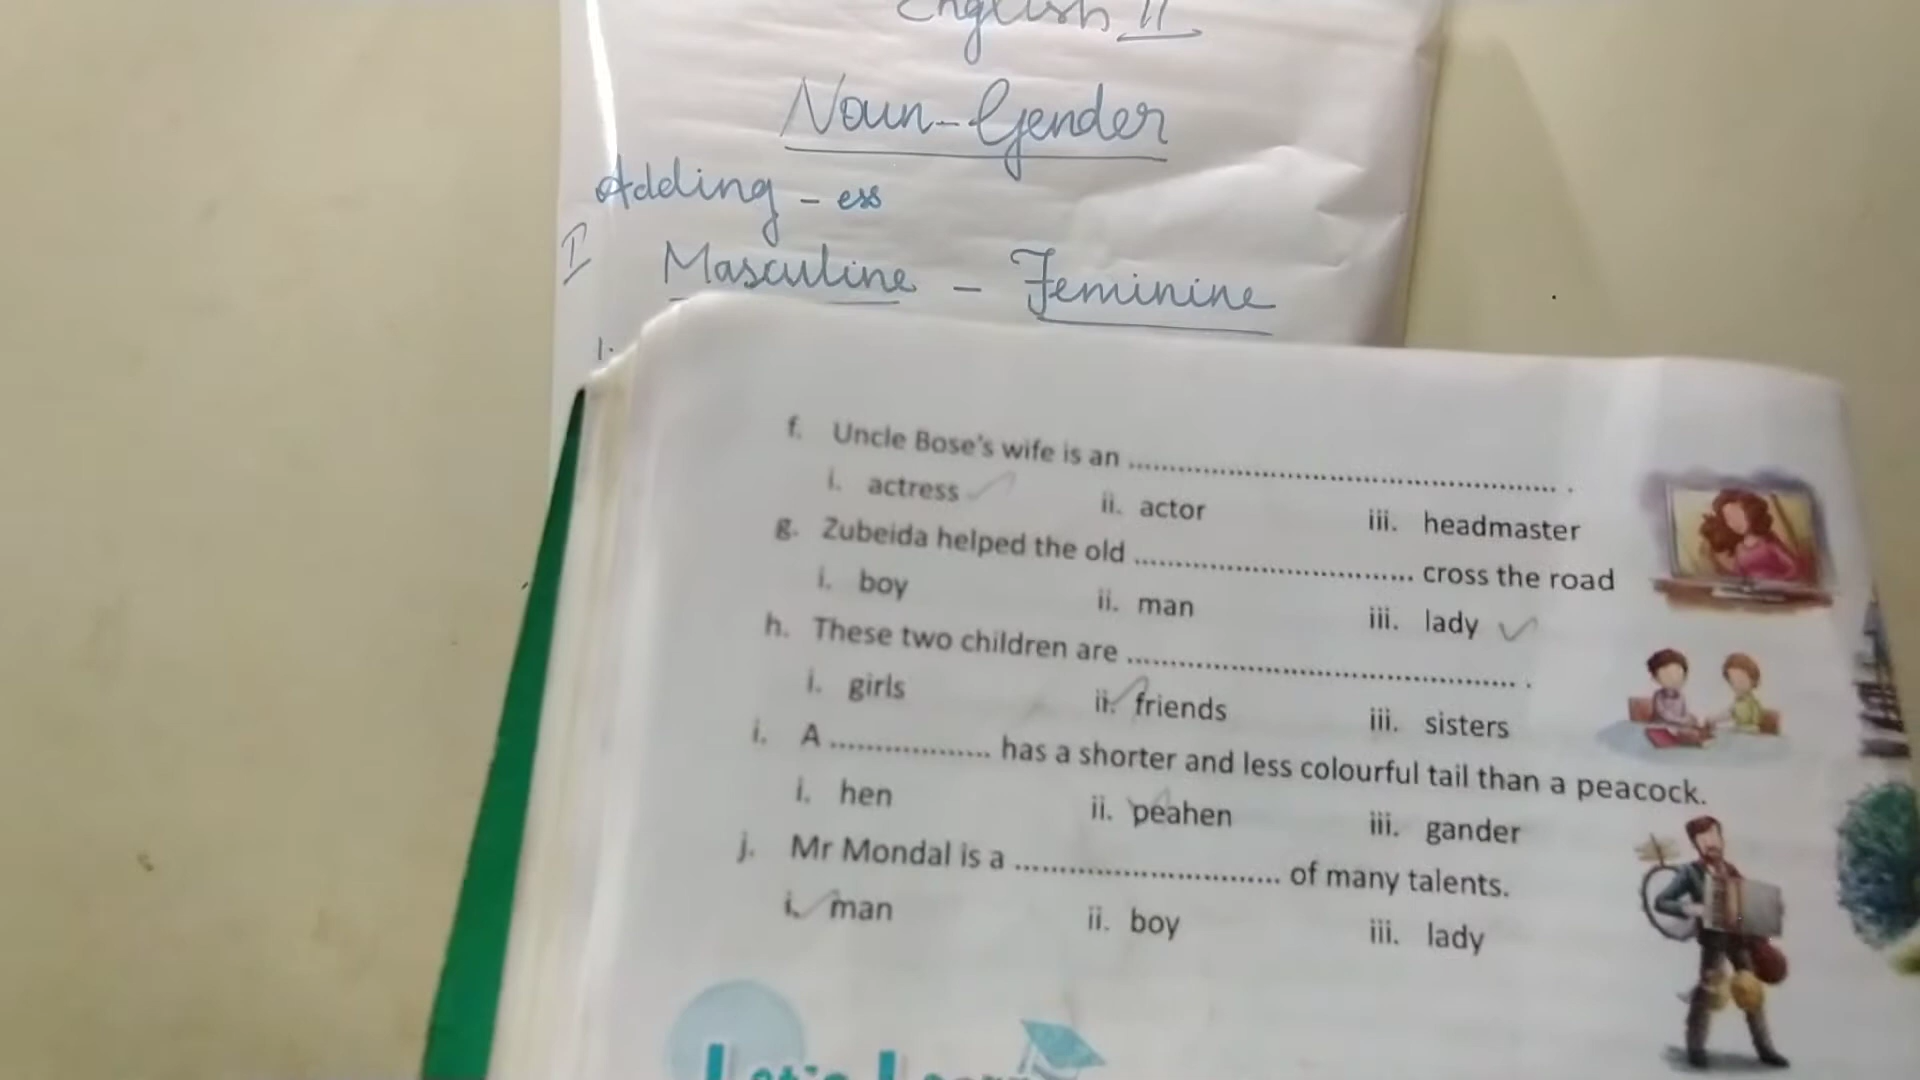 English II
Noun-Gender
Adding - ess
I Masculine - Feminine
1.
f. Uncle Bose's wife is an .......................................................... .
i. actress ii. actor iii. headmaster
g. Zubeida helped the old ...................................... cross the road
i. boy ii. man iii. lady
h. These two children are ...................................................... .
i. girls ii. friends iii. sisters
i. A ...................... has a shorter and less colourful tail than a peacock.
i. hen ii. peahen iii. gander
j. Mr Mondal is a .................................... of many talents.
i. man ii. boy iii. lady
Let's